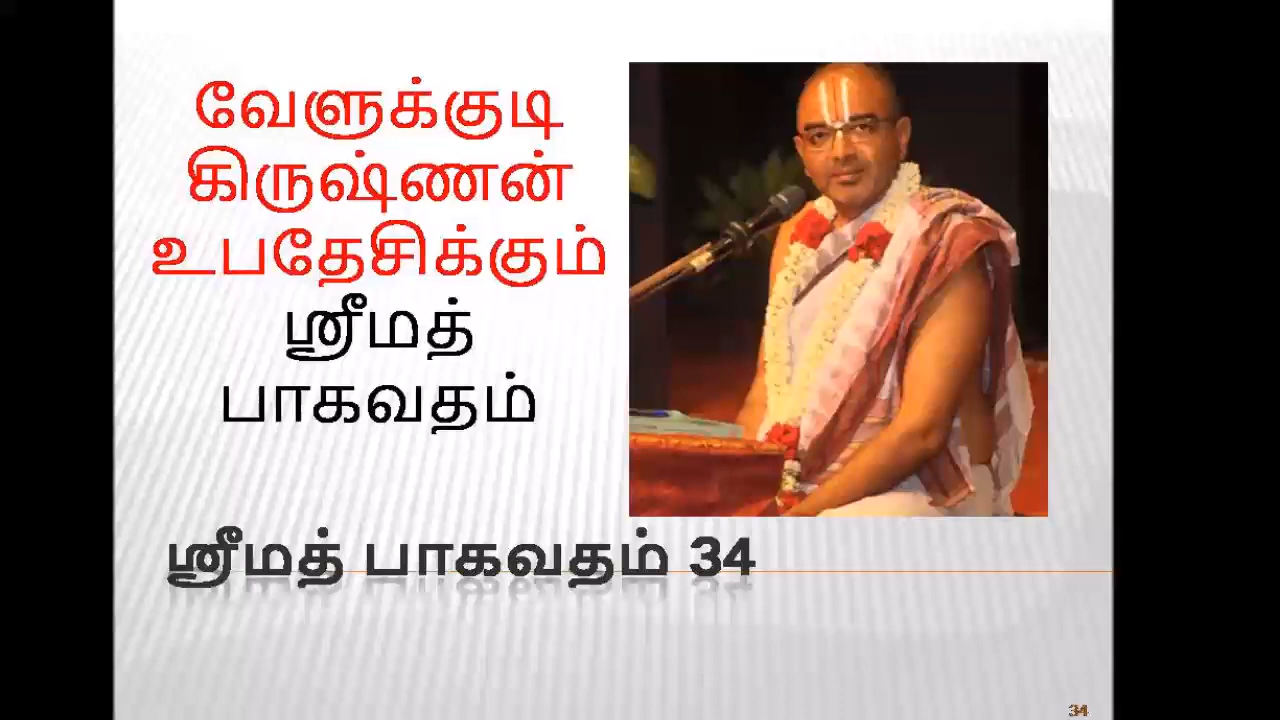 வேளுக்குடி
கிருஷ்ணன்
உபதேசிக்கும்
ஸ்ரீமத்
பாகவதம்
ஸ்ரீமத் பாகவதம் 34
34